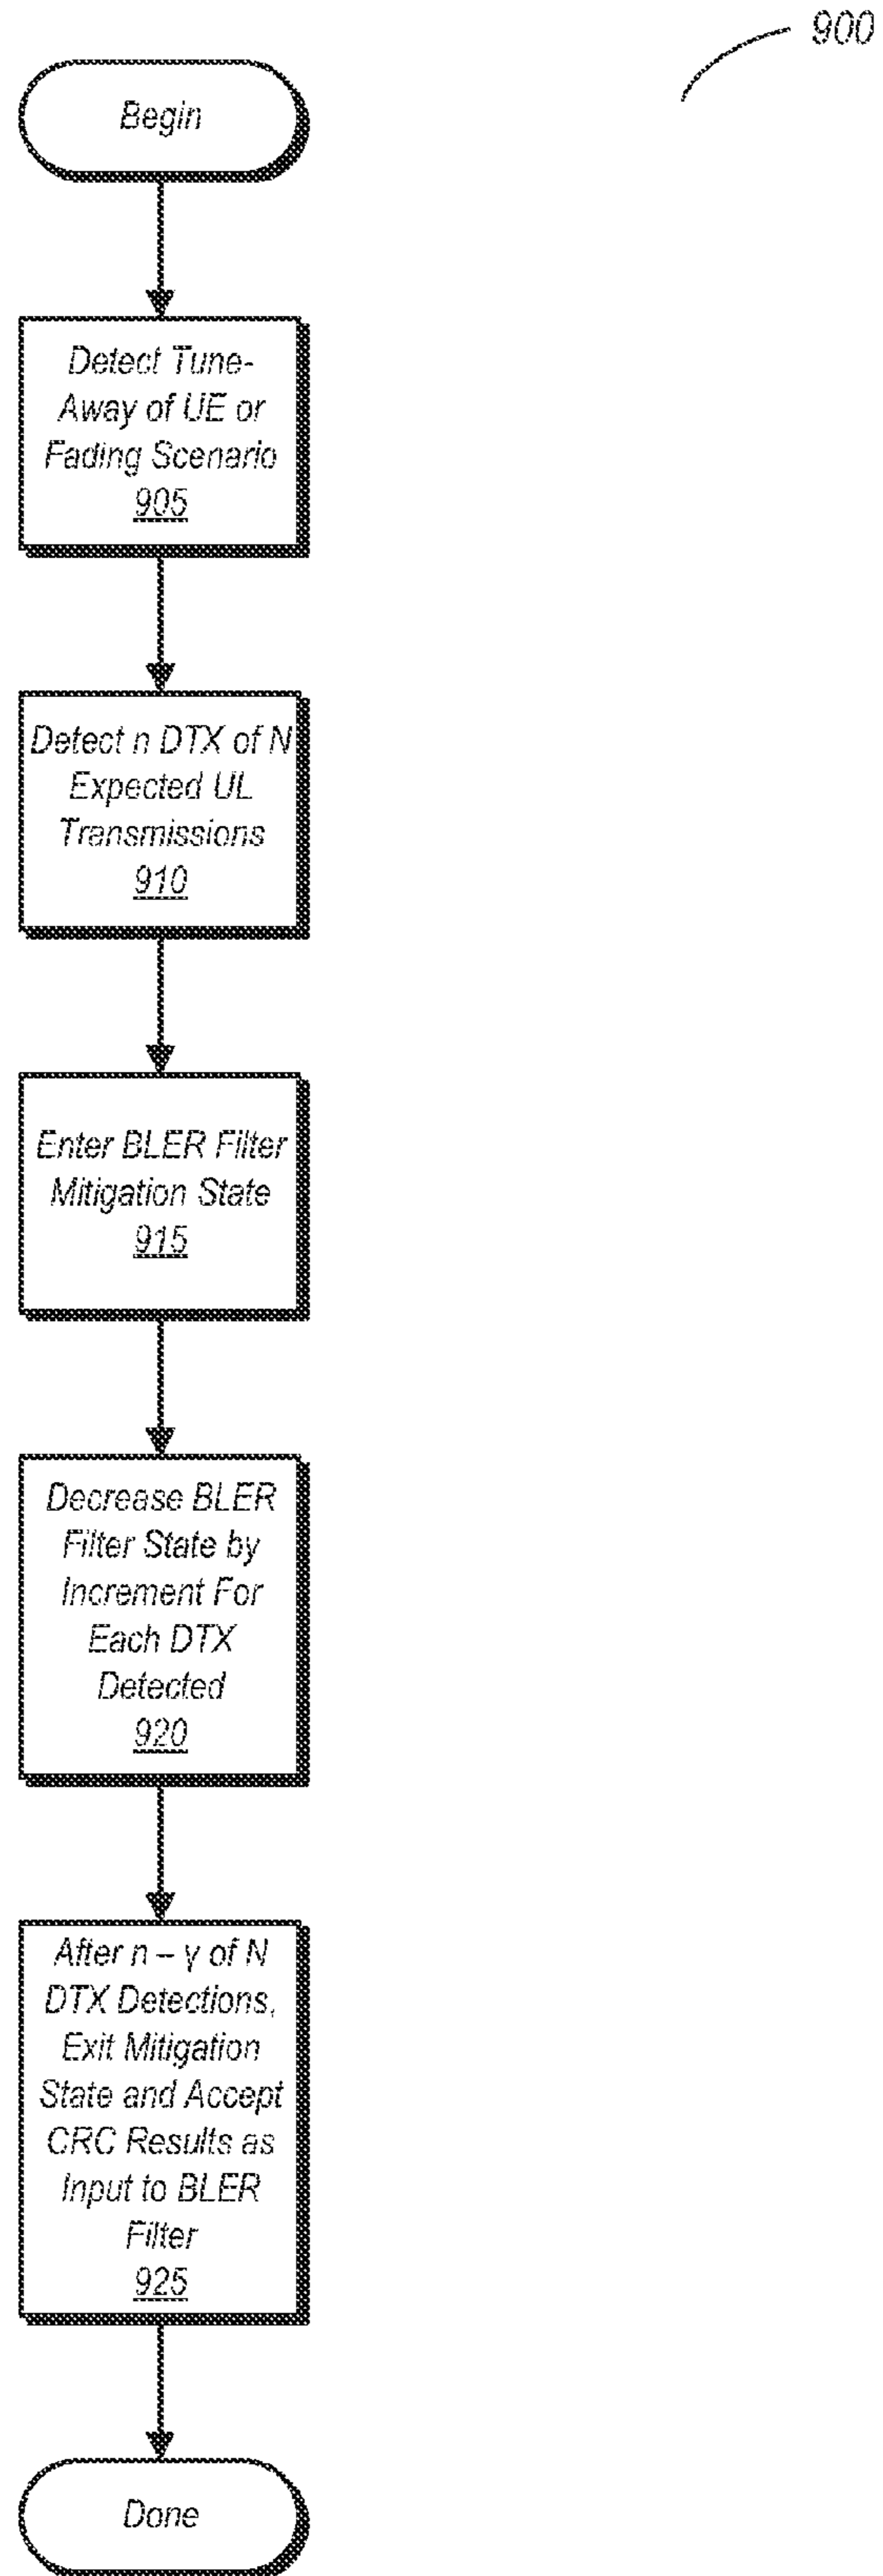 900
Begin
Detect Tune-
Away of UE or
Fading Scenario
905
Detect n DTX of N
Expected UL
Transmissions
910
Enter BLER Filter
Mitigation State
915
Decrease BLER
Filter State by
Increment For
Each DTX
Detected
920
After n – γ of N
DTX Detections,
Exit Mitigation
State and Accept
CRC Results as
Input to BLER
Filter
925
Done